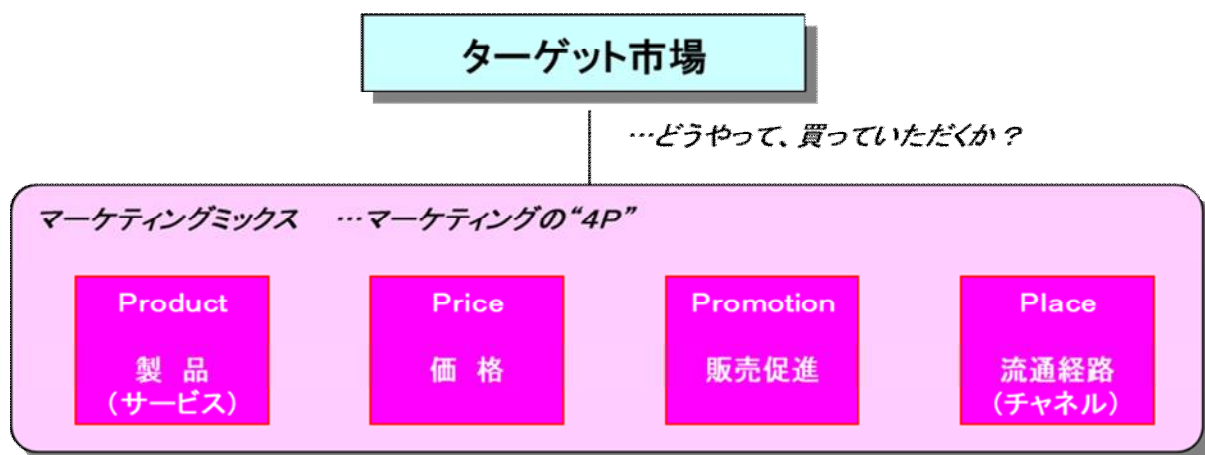 ターゲット市場
…どうやって、買っていただくか？
マーケティングミックス　…マーケティングの“4P”
Product
製 品
（サービス）
Price
価 格
Promotion
販売促進
Place
流通経路
（チャネル）